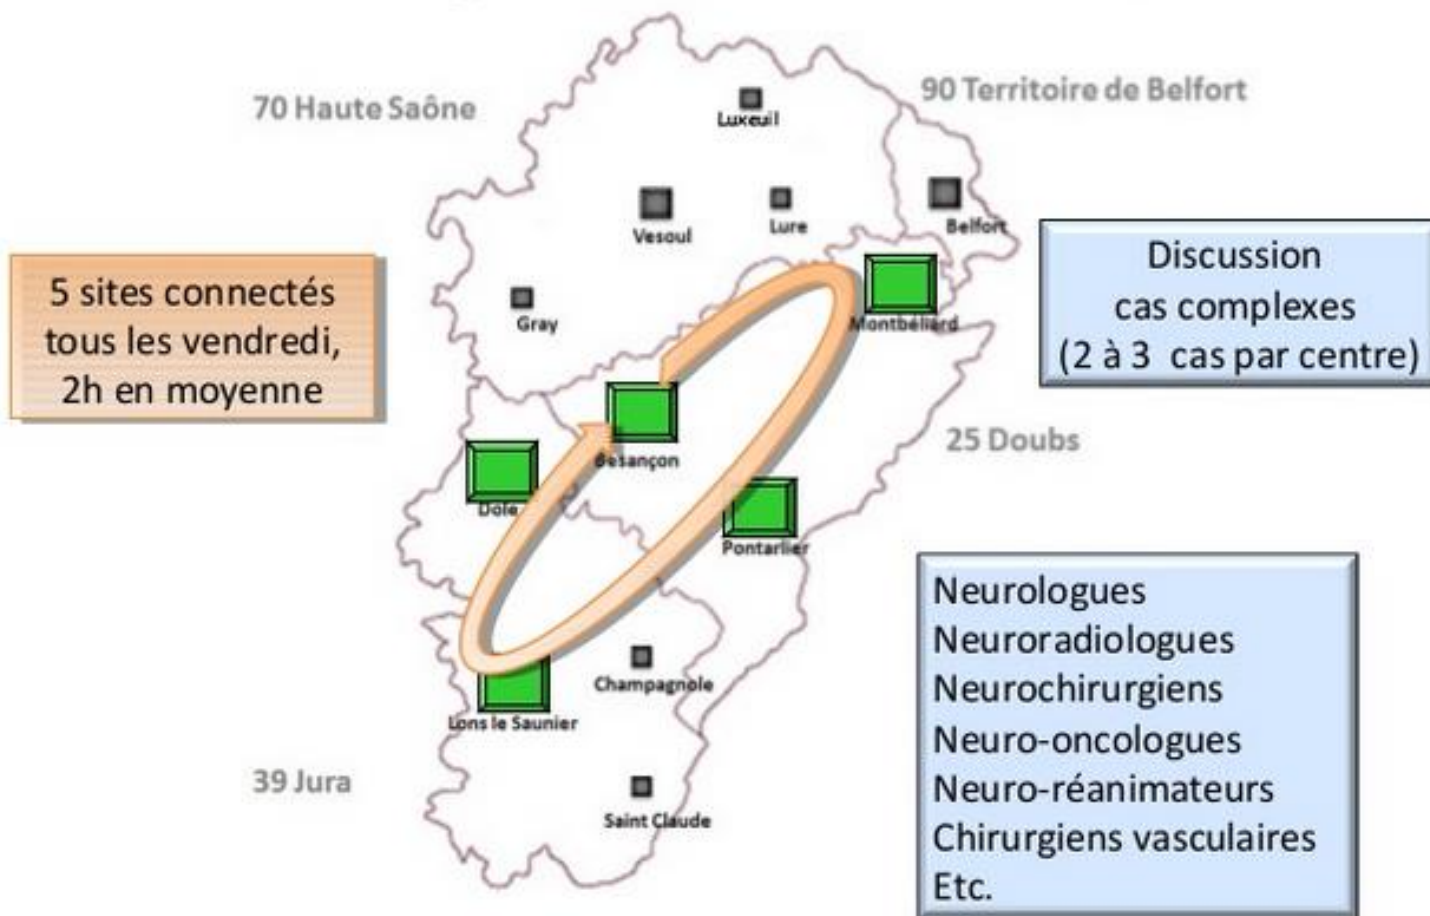 70 Haute Saône
90 Territoire de Belfort
Luxeuil
Vesoul
Lure
Belfort
5 sites connectés
tous les vendredi,
2h en moyenne
Gray
Montbéliard
Discussion
cas complexes
(2 à 3 cas par centre)
Besançon
25 Doubs
Dole
Pontarlier
Neurologues
Neuroradiologues
Neurochirurgiens
Neuro-oncologues
Neuro-réanimateurs
Chirurgiens vasculaires
Etc.
Champagnole
Lons le Saunier
39 Jura
Saint Claude